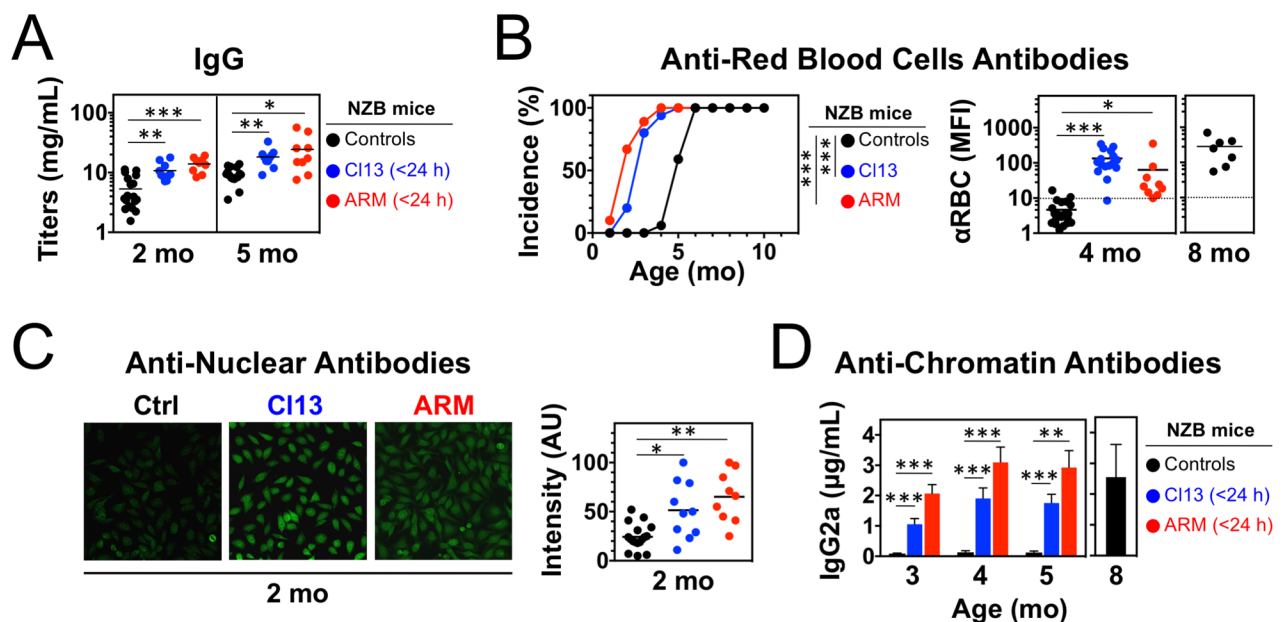 A
IgG
Titers (mg/mL)
100
10
1
***
**
*
**
2 mo
5 mo
NZB mice
Controls
Cl13 (<24 h)
ARM (<24 h)
B
Anti-Red Blood Cells Antibodies
Incidence (%)
100
50
0
0
5
10
Age (mo)
NZB mice
Controls
Cl13
ARM
***
***
αRBC (MFI)
1000
100
10
1
*
***
4 mo
8 mo
C
Anti-Nuclear Antibodies
Ctrl
Cl13
ARM
2 mo
Intensity (AU)
100
50
0
**
*
2 mo
D
Anti-Chromatin Antibodies
IgG2a (μg/mL)
4
3
2
1
0
***
***
***
***
**
***
3
4
5
8
Age (mo)
NZB mice
Controls
Cl13 (<24 h)
ARM (<24 h)